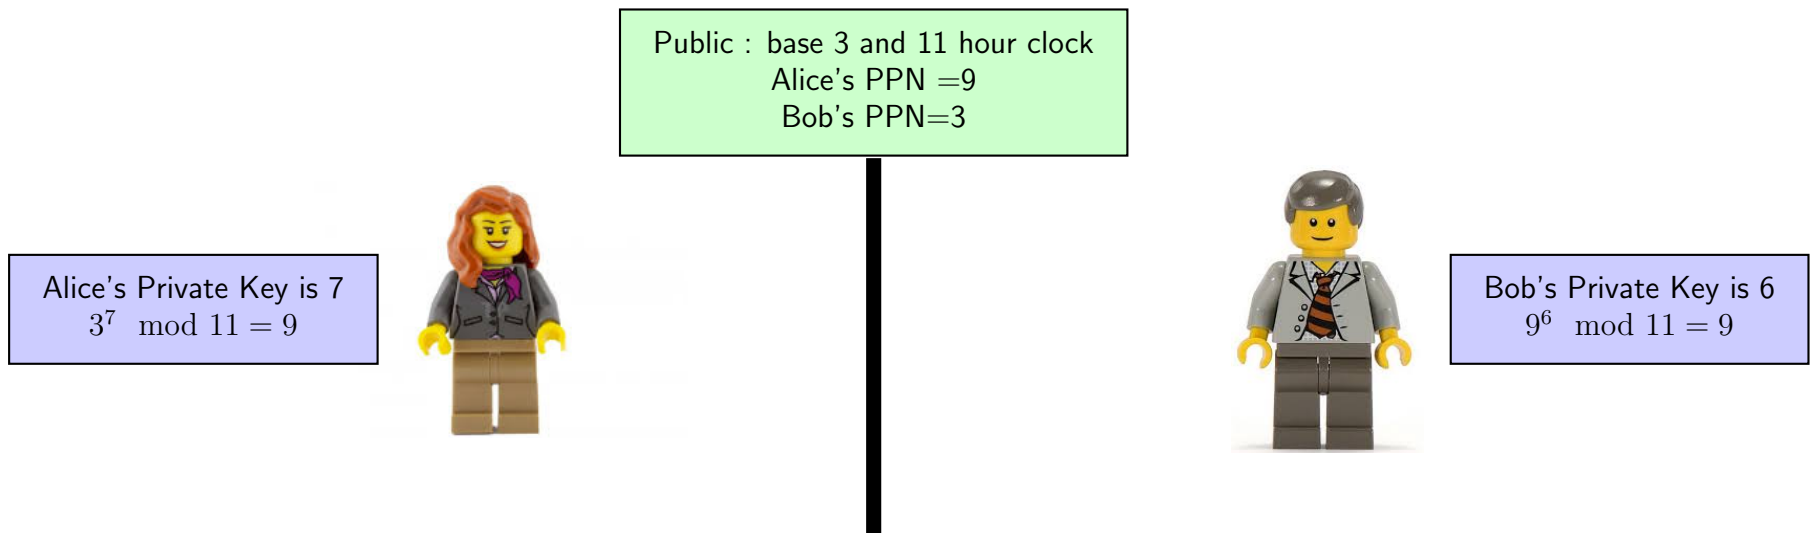 Public : base 3 and 11 hour clock
Alice's PPN =9
Bob's PPN=3
Alice's Private Key is 7
3^7 mod 11 = 9
Bob's Private Key is 6
9^6 mod 11 = 9